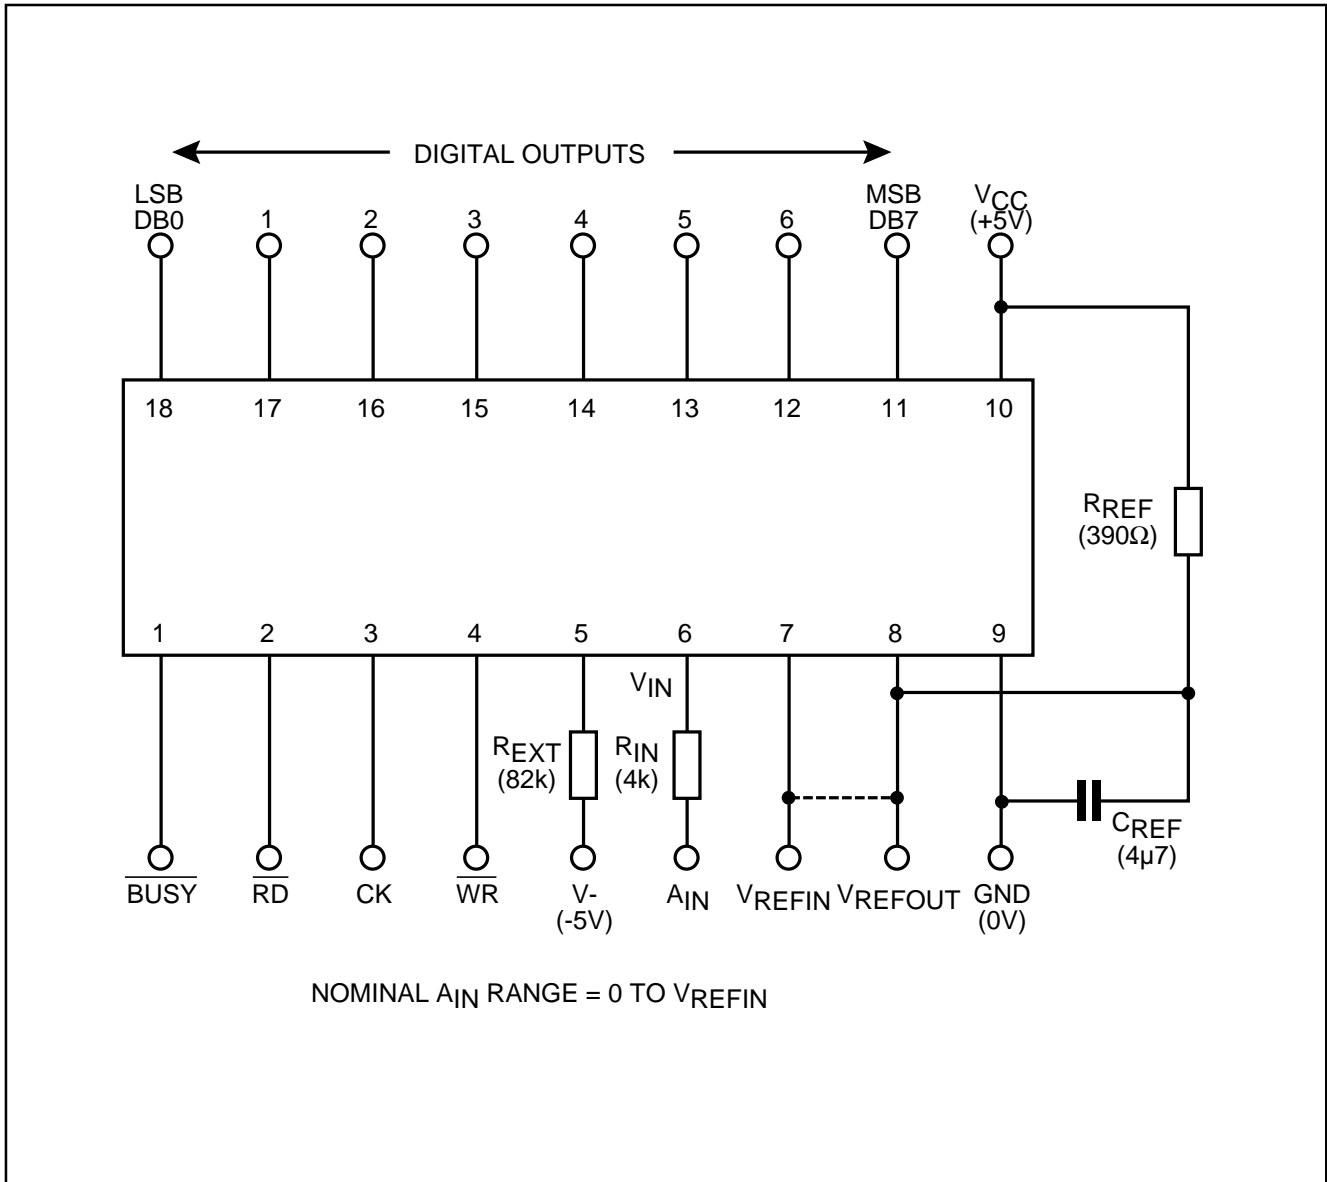 DIGITAL OUTPUTS
LSB MSB VCC
DB0 1 2 3 4 5 6 DB7 (+5V)
18 17 16 15 14 13 12 11 10
RREF
(390Ω)
1 2 3 4 5 6 7 8 9
VIN
REXT RIN
(82k) (4k)
CREF
(4µ7)
BUSY RD CK WR V- AIN VREFIN VREFOUT GND
(-5V) (0V)
NOMINAL AIN RANGE = 0 TO VREFIN